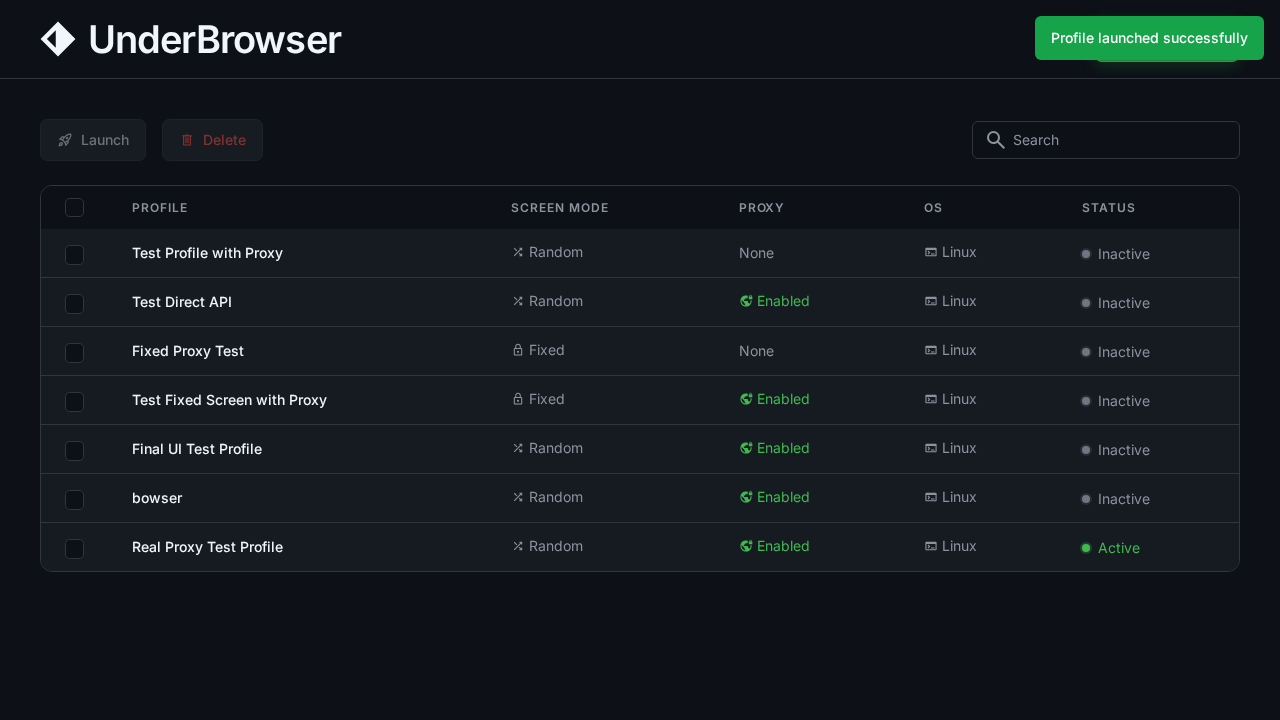 UnderBrowser
Profile launched successfully
Launch
Delete
Search
PROFILE SCREEN MODE PROXY OS STATUS
Test Profile with Proxy Random None Linux Inactive
Test Direct API Random Enabled Linux Inactive
Fixed Proxy Test Fixed None Linux Inactive
Test Fixed Screen with Proxy Fixed Enabled Linux Inactive
Final UI Test Profile Random Enabled Linux Inactive
bowser Random Enabled Linux Inactive
Real Proxy Test Profile Random Enabled Linux Active